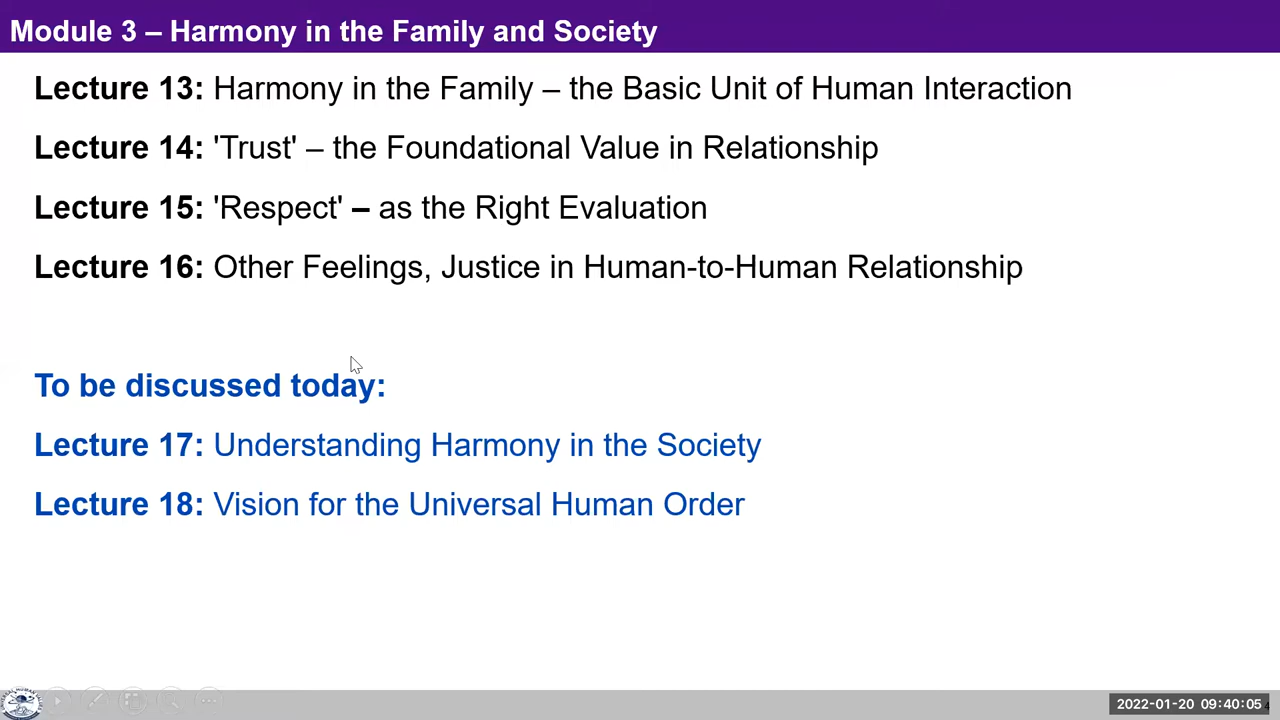 Module 3 – Harmony in the Family and Society
Lecture 13: Harmony in the Family – the Basic Unit of Human Interaction
Lecture 14: 'Trust' – the Foundational Value in Relationship
Lecture 15: 'Respect' – as the Right Evaluation
Lecture 16: Other Feelings, Justice in Human-to-Human Relationship
To be discussed today:
Lecture 17: Understanding Harmony in the Society
Lecture 18: Vision for the Universal Human Order
2022-01-20 09:40:05